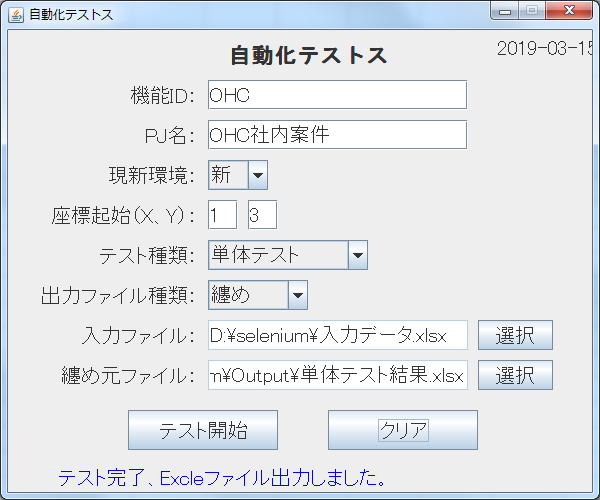 自動化テストス
自動化テストス
2019-03-15
機能ID: OHC
PJ名: OHC社内案件
現新環境: 新
座標起始(X、Y): 1 3
テスト種類: 単体テスト
出力ファイル種類: 纏め
入力ファイル: D:¥selenium¥入力データ.xlsx 選択
纏め元ファイル: m¥Output¥単体テスト結果.xlsx 選択
テスト開始 クリア
テスト完了、Excleファイル出力しました。